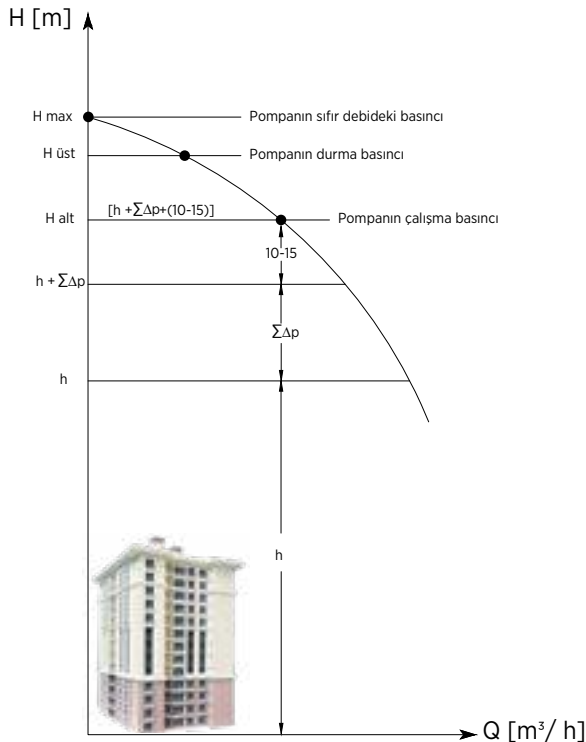 H [m]
H max
Pompanın sıfır debideki basıncı
H üst
Pompanın durma basıncı
H alt
[h +∑∆p+(10-15)]
Pompanın çalışma basıncı
10-15
h + ∑∆p
∑∆p
h
h
Q [m³/ h]